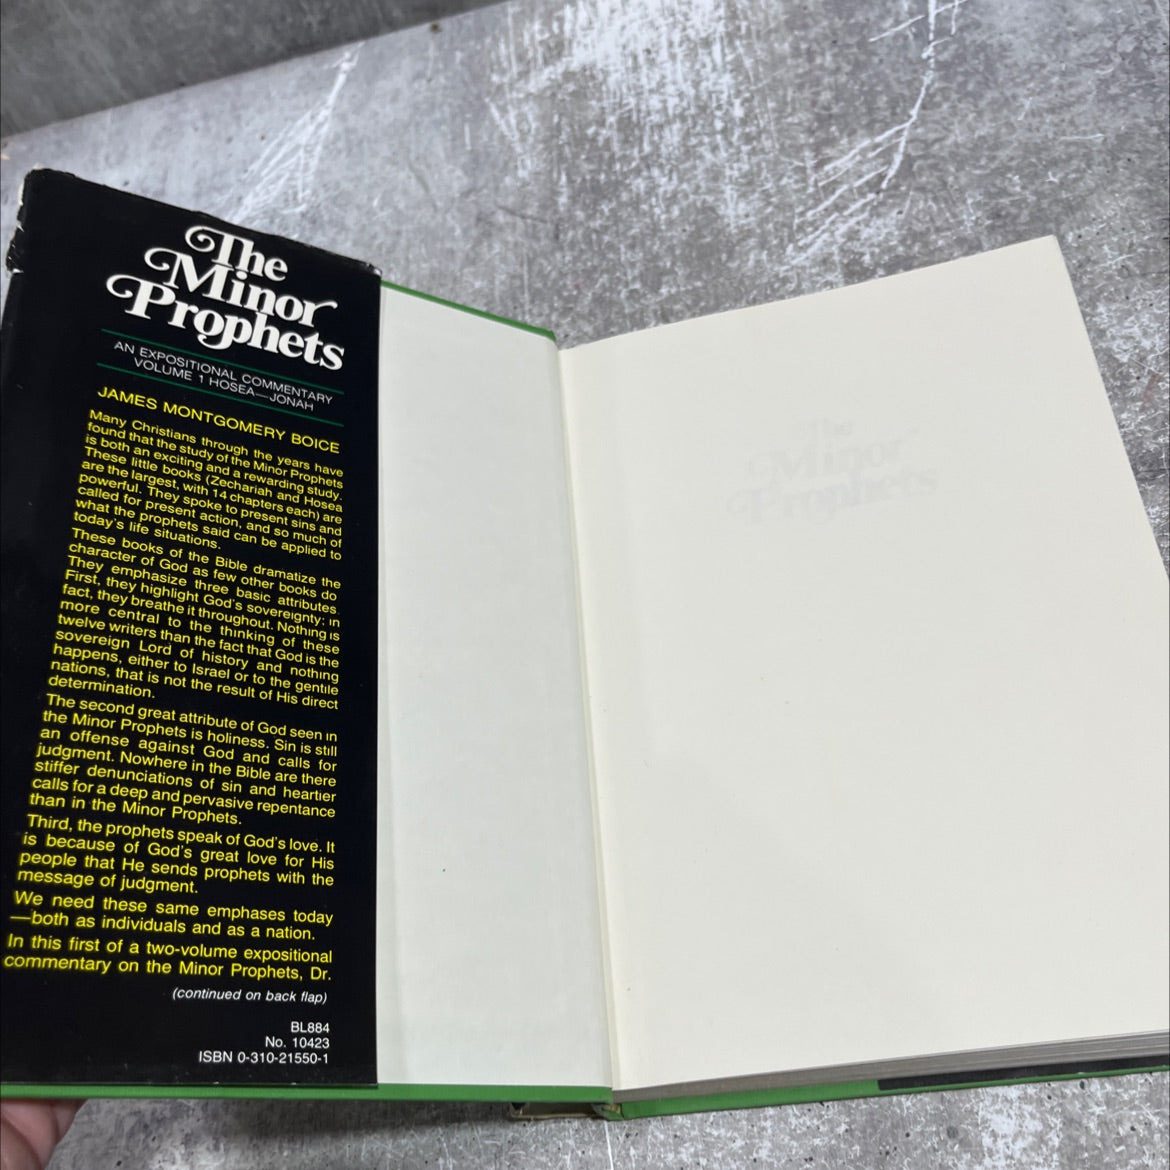 The
Minor
Prophets
AN EXPOSITIONAL COMMENTARY
VOLUME 1 HOSEA—JONAH
JAMES MONTGOMERY BOICE
Many Christians through the years have
found that the study of the Minor Prophets
is both an exciting and a rewarding study.
These little books (Zechariah and Hosea
are the largest, with 14 chapters each) are
powerful. They spoke to present sins and
called for present action, and so much of
what the prophets said can be applied to
today's life situations.
These books of the Bible dramatize the
character of God as few other books do.
They emphasize three basic attributes.
First, they highlight God's sovereignty; in
fact, they breathe it throughout. Nothing is
more central to the thinking of these
twelve writers than the fact that God is the
sovereign Lord of history and nothing
happens, either to Israel or to the gentile
nations, that is not the result of His direct
determination.
The second great attribute of God seen in
the Minor Prophets is holiness. Sin is still
an offense against God and calls for
judgment. Nowhere in the Bible are there
stiffer denunciations of sin and heartier
calls for a deep and pervasive repentance
than in the Minor Prophets.
Third, the prophets speak of God's love. It
is because of God's great love for His
people that He sends prophets with the
message of judgment.
We need these same emphases today
—both as individuals and as a nation.
In this first of a two-volume expositional
commentary on the Minor Prophets, Dr.
(continued on back flap)
BL884
No. 10423
ISBN 0-310-21550-1
The
Minor
Prophets